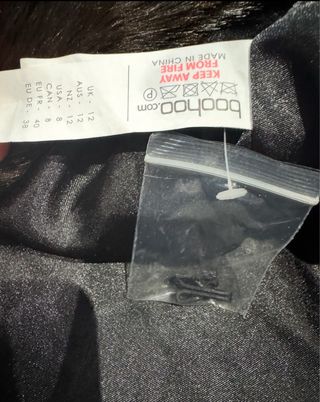 boohoo
.com
P
KEEP AWAY
FROM FIRE
MADE IN CHINA
UK - 12
AUS - 12
NZ - 12
USA - 8
CAN - 8
EU FR - 40
EU DE - 38